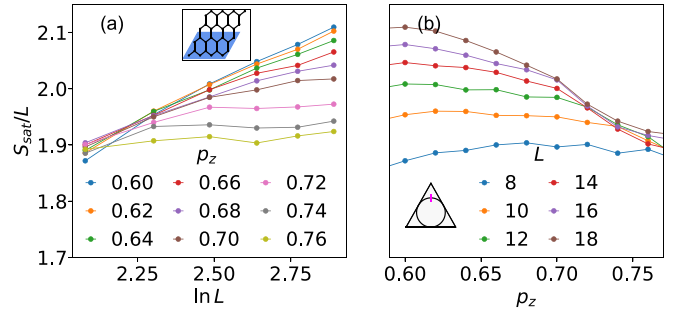 (a)
(b)
S_sat/L
2.1
2.0
1.9
1.8
1.7
p_z
0.60 0.66 0.72
0.62 0.68 0.74
0.64 0.70 0.76
2.25 2.50 2.75
ln L
L
8 14
10 16
12 18
0.60 0.65 0.70 0.75
p_z